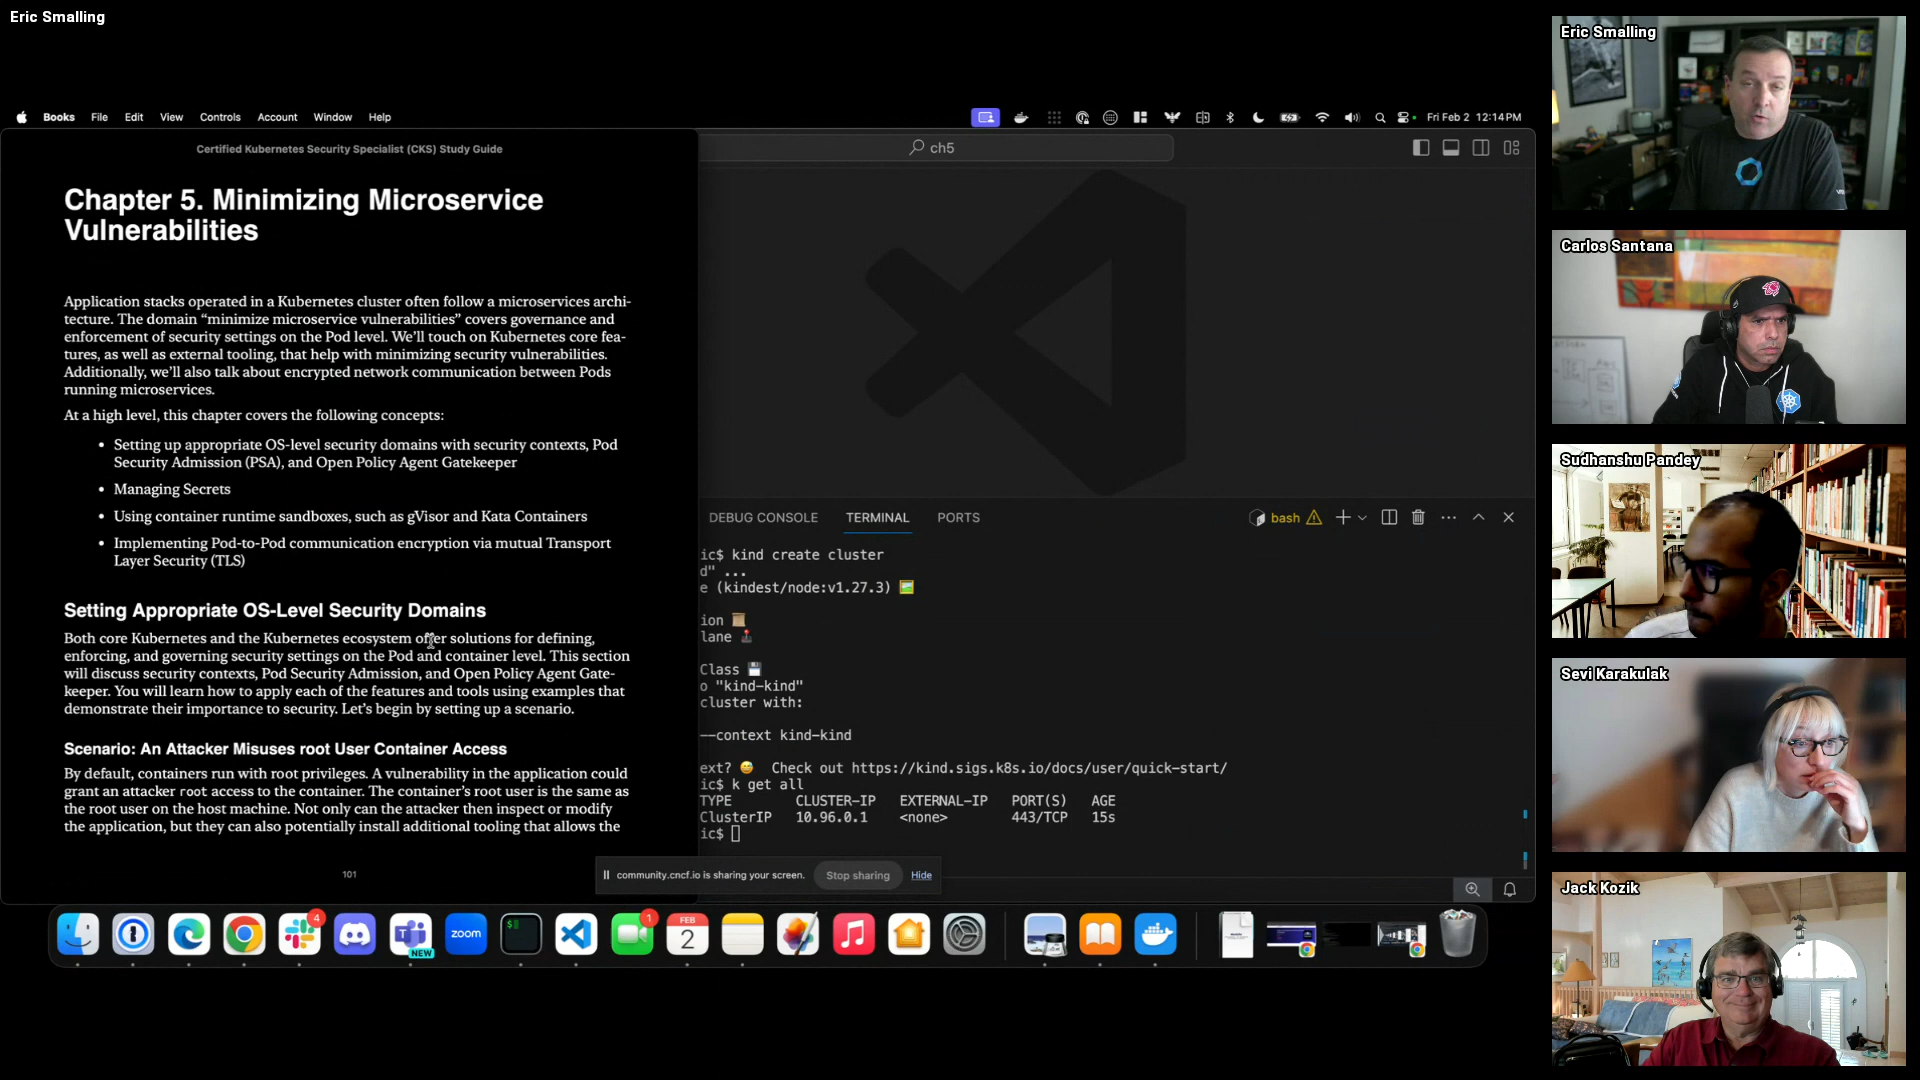 Eric Smalling
Books File Edit View Controls Account Window Help
Fri Feb 2 12:14 PM
Certified Kubernetes Security Specialist (CKS) Study Guide
Chapter 5. Minimizing Microservice
Vulnerabilities
Application stacks operated in a Kubernetes cluster often follow a microservices archi-
tecture. The domain “minimize microservice vulnerabilities” covers governance and
enforcement of security settings on the Pod level. We’ll touch on Kubernetes core fea-
tures, as well as external tooling, that help with minimizing security vulnerabilities.
Additionally, we’ll also talk about encrypted network communication between Pods
running microservices.
At a high level, this chapter covers the following concepts:
• Setting up appropriate OS-level security domains with security contexts, Pod
Security Admission (PSA), and Open Policy Agent Gatekeeper
• Managing Secrets
• Using container runtime sandboxes, such as gVisor and Kata Containers
• Implementing Pod-to-Pod communication encryption via mutual Transport
Layer Security (TLS)
Setting Appropriate OS-Level Security Domains
Both core Kubernetes and the Kubernetes ecosystem offer solutions for defining,
enforcing, and governing security settings on the Pod and container level. This section
will discuss security contexts, Pod Security Admission, and Open Policy Agent Gate-
keeper. You will learn how to apply each of the features and tools using examples that
demonstrate their importance to security. Let’s begin by setting up a scenario.
Scenario: An Attacker Misuses root User Container Access
By default, containers run with root privileges. A vulnerability in the application could
grant an attacker root access to the container. The container’s root user is the same as
the root user on the host machine. Not only can the attacker then inspect or modify
the application, but they can also potentially install additional tooling that allows the
101
ch5
DEBUG CONSOLE TERMINAL PORTS
bash
ic$ kind create cluster
d" ...
e (kindest/node:v1.27.3) 🖼
ion 📜
lane 🕹
Class 💾
o "kind-kind"
cluster with:
--context kind-kind
ext? 😅 Check out https://kind.sigs.k8s.io/docs/user/quick-start/
ic$ k get all
TYPE CLUSTER-IP EXTERNAL-IP PORT(S) AGE
ClusterIP 10.96.0.1 <none> 443/TCP 15s
ic$
community.cncf.io is sharing your screen. Stop sharing Hide
4
NEW
zoom
$
1
FEB
2
Eric Smalling
Carlos Santana
Sudhanshu Pandey
Sevi Karakulak
Jack Kozik